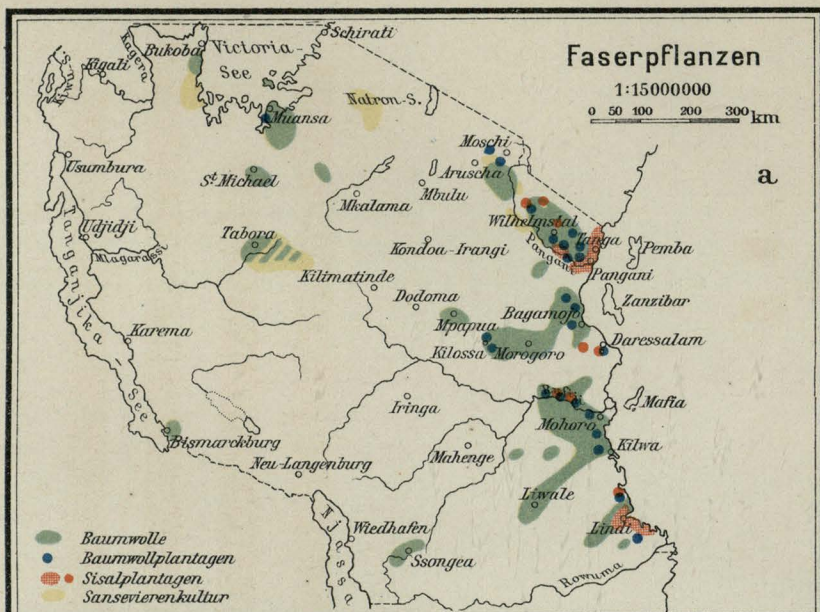 Faserpflanzen
1:15000000
0 50 100 200 300 km
a
Schirati
Bukoba
Victoria-
See
Kagera
Kigali
Natron-S.
Muansa
Moschi
Aruscha
Usumbura
St. Michael
Mbulu
Mkalama
Wilhelmstal
Tanga
Udjidji
Tabora
Pangani
Pemba
Mlagarassi
Kondoa-Irangi
Pangani
Kilimatinde
Tanganjika-See
Dodoma
Zanzibar
Bagamojo
Mpapua
Karema
Daressalam
Kilossa
Morogoro
Iringa
Mafia
Mohoro
Bismarckburg
Kilwa
Mahenge
Neu-Langenburg
Liwale
Njassa
Wiedhafen
Lindi
Ssongea
Rowuma
Baumwolle
Baumwollplantagen
Sisalplantagen
Sansevierenkultur